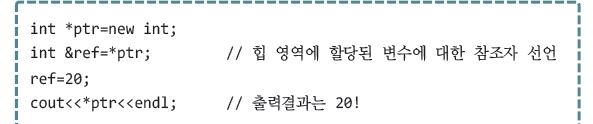 int *ptr=new int;
int &ref=*ptr;        // 힙 영역에 할당된 변수에 대한 참조자 선언
ref=20;
cout<<*ptr<<endl;     // 출력결과는 20!